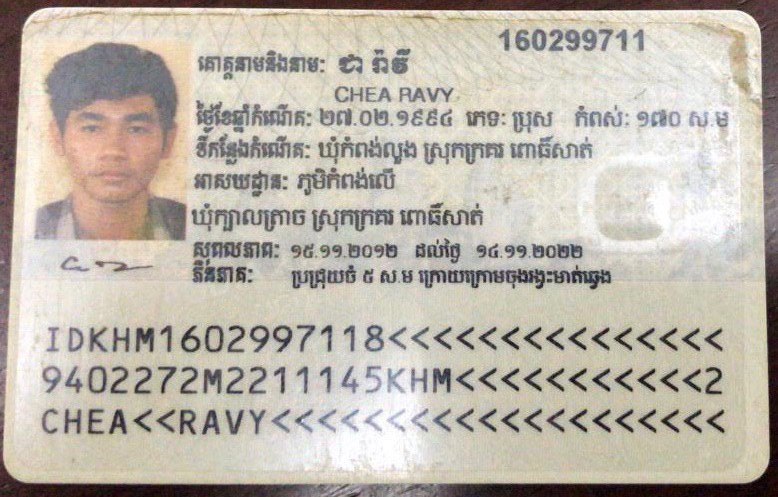 160299711
គោត្តនាមនិងនាម: ជា រ៉ាវី
CHEA RAVY
ថ្ងៃខែឆ្នាំកំណើត: ២៧.០២.១៩៩៤ ភេទ: ប្រុស កំពស់: ១៧០ ស.ម
ទីកន្លែងកំណើត: ឃុំកំពង់លួង ស្រុកក្រគរ ពោធិ៍សាត់
អាសយដ្ឋាន: ភូមិកំពង់លើ
ឃុំក្បាលត្រាច ស្រុកក្រគរ ពោធិ៍សាត់
សុពលភាព: ១៥.១១.២០១២ ដល់ថ្ងៃ ១៤.១១.២០២២
ភិនភាគ: ប្រជ្រុយចំ ៥ ស.ម ក្រោយក្រោមចុងរង្វះមាត់ឆ្វេង
IDKHM1602997118<<<<<<<<<<<<<<<
9402272M2211145KHM<<<<<<<<<<<2
CHEA<<RAVY<<<<<<<<<<<<<<<<<<<<